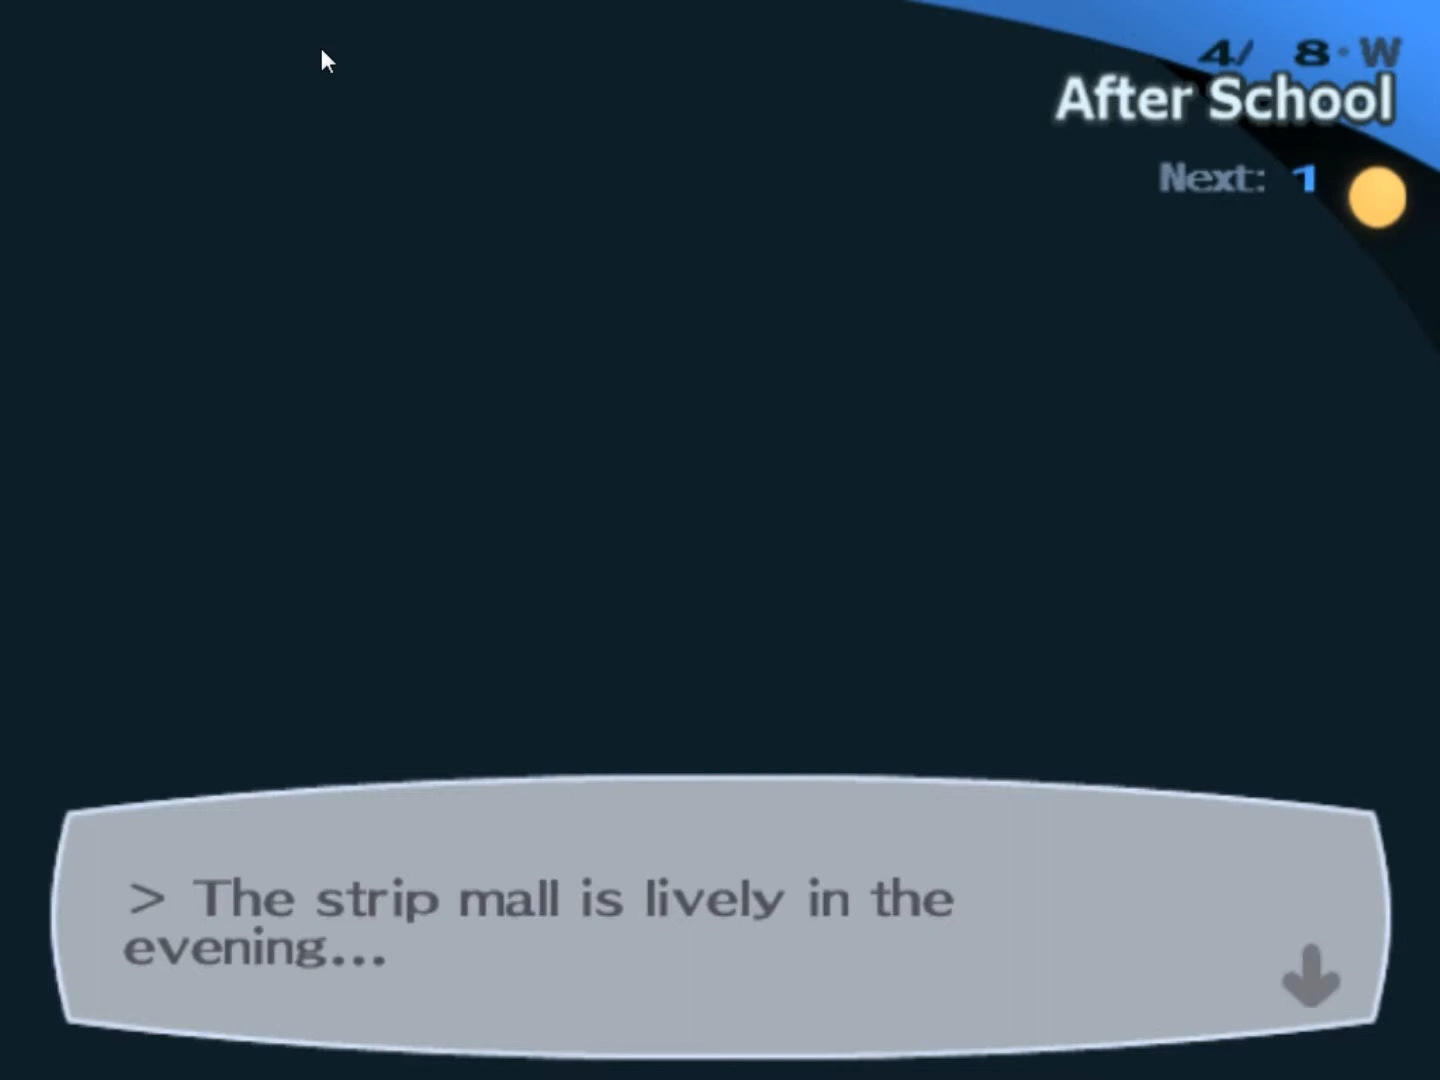 4/ 8・W
After School
Next: 1
> The strip mall is lively in the
evening...